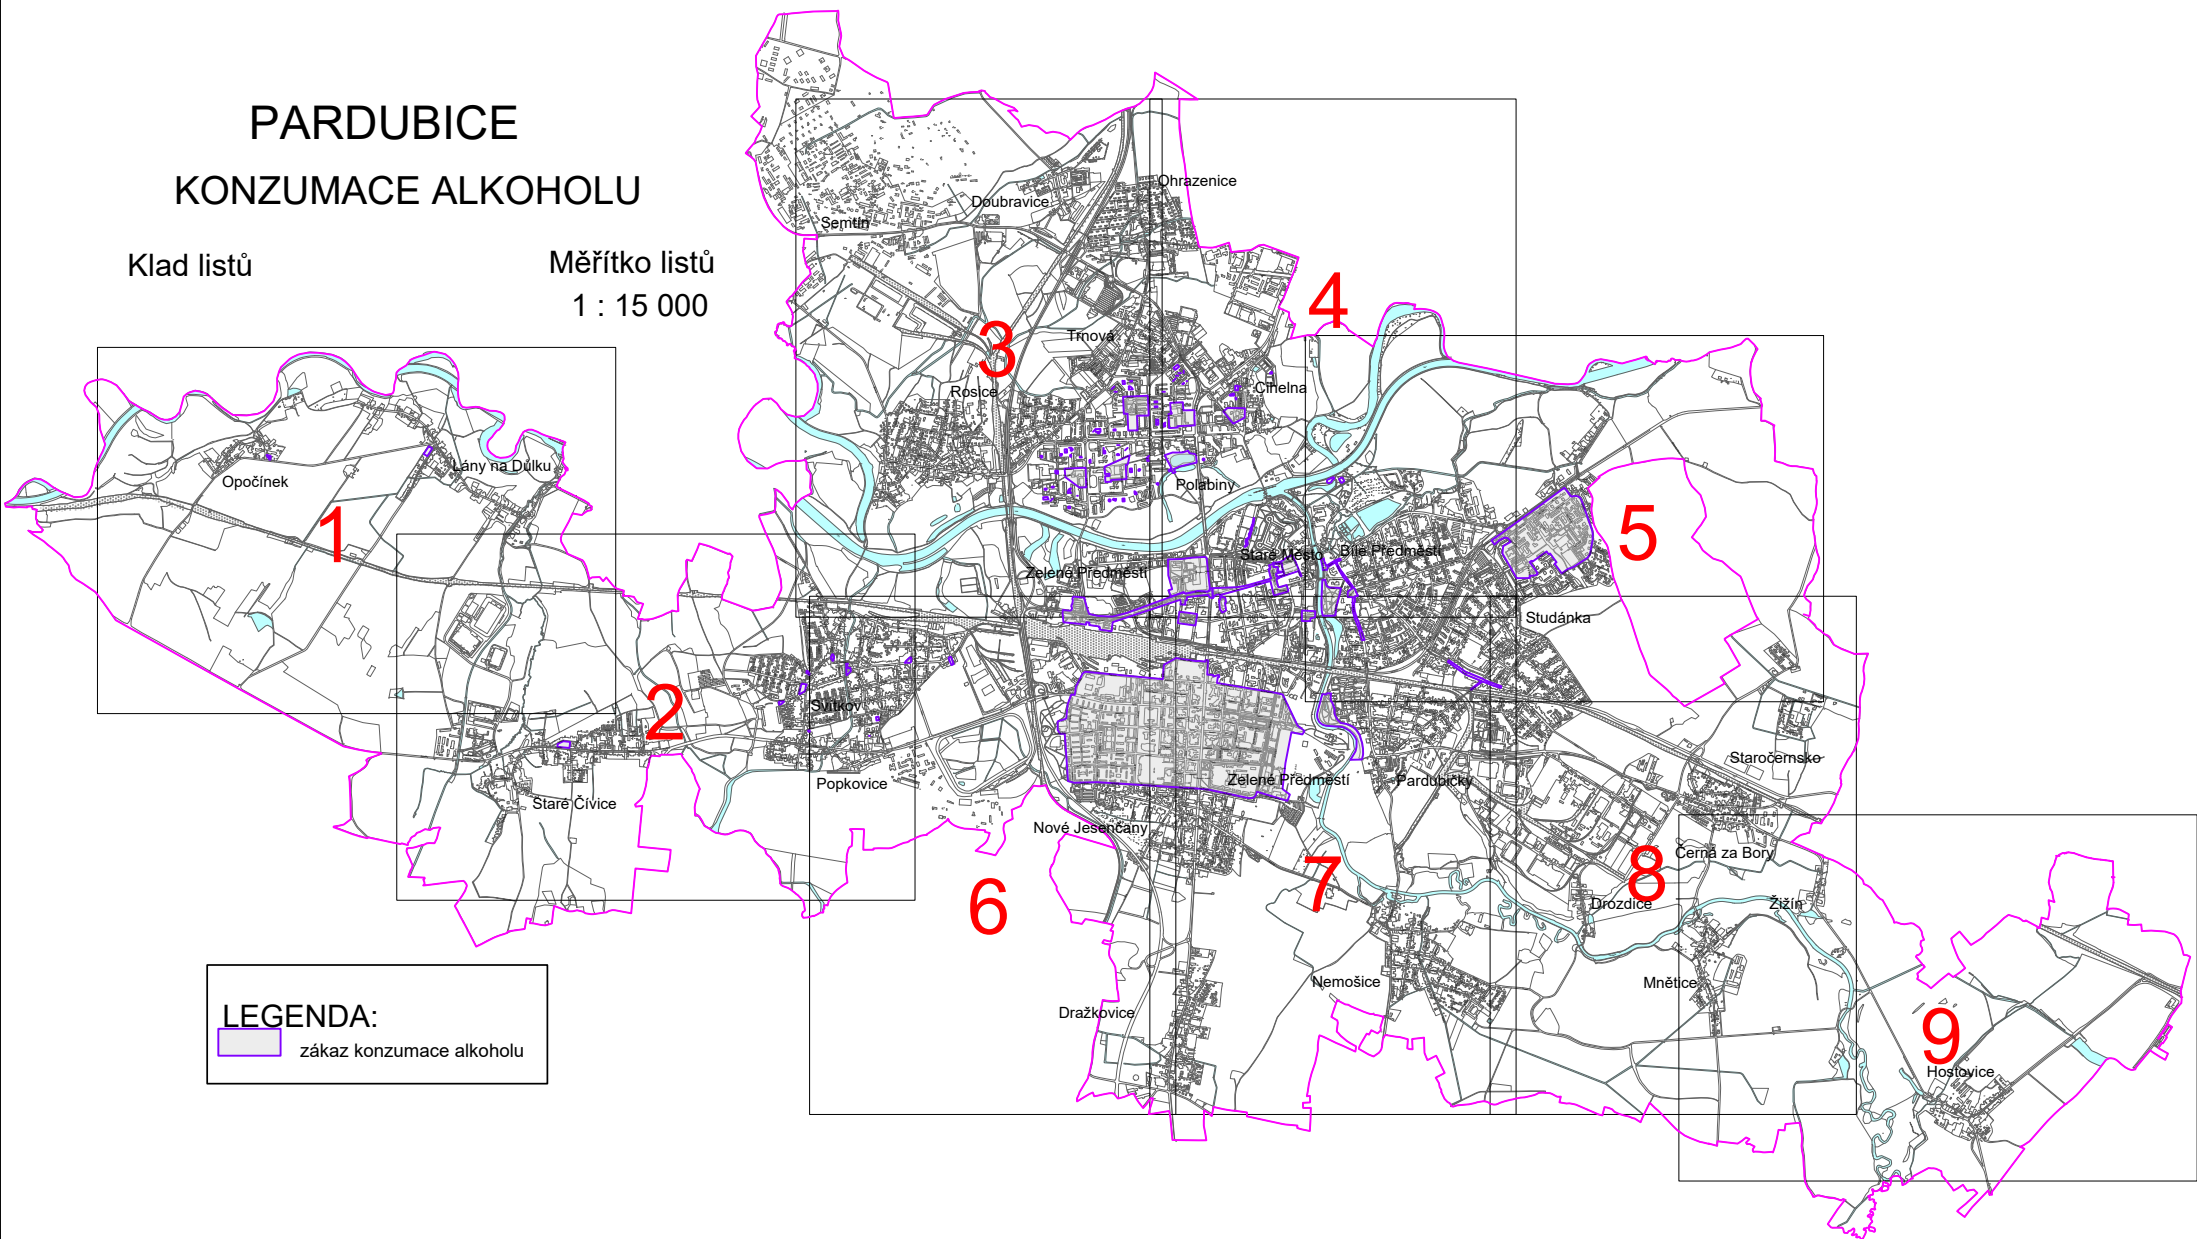 PARDUBICE
KONZUMACE ALKOHOLU
Klad listů
Měřítko listů
1 : 15 000
Ohrazenice
Doubravice
Semtín
4
3
Trnová
Rosice
Cihelna
Lány na Důlku
Opočínek
Polabiny
1
5
Staré Město
Bílé Předměstí
Zelené Předměstí
Studánka
2
Svítkov
Staročernsko
Popkovice
Zelené Předměstí
Pardubičky
Staré Čívice
Nové Jesenčany
Černá za Bory
6
7
8
Drozdice
Žižín
Nemošice
Mnětice
Dražkovice
9
Hostovice
LEGENDA:
zákaz konzumace alkoholu